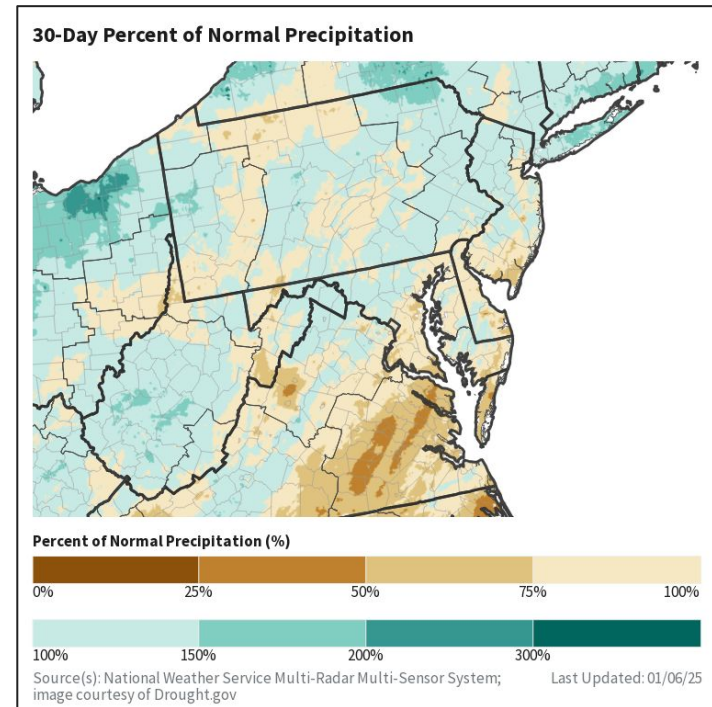 30-Day Percent of Normal Precipitation
Percent of Normal Precipitation (%)
0% 25% 50% 75% 100%
100% 150% 200% 300%
Source(s): National Weather Service Multi-Radar Multi-Sensor System; Last Updated: 01/06/25
image courtesy of Drought.gov